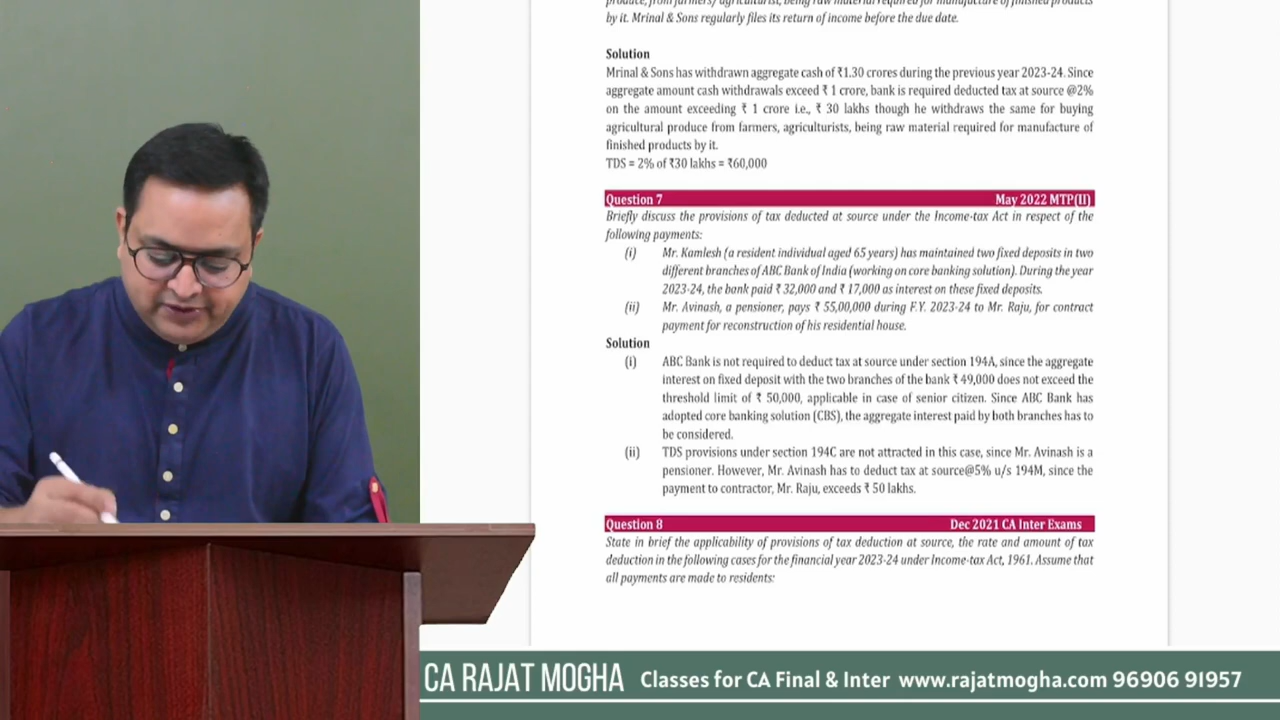 produce, from farmers/ agriculturist, being raw material required for manufacture of finished products
by it. Mrinal & Sons regularly files its return of income before the due date.
Solution
Mrinal & Sons has withdrawn aggregate cash of ₹1.30 crores during the previous year 2023-24. Since
aggregate amount cash withdrawals exceed ₹ 1 crore, bank is required deducted tax at source @2%
on the amount exceeding ₹ 1 crore i.e., ₹ 30 lakhs though he withdraws the same for buying
agricultural produce from farmers, agriculturists, being raw material required for manufacture of
finished products by it.
TDS = 2% of ₹30 lakhs = ₹60,000
Question 7 May 2022 MTP(II)
Briefly discuss the provisions of tax deducted at source under the Income-tax Act in respect of the
following payments:
(i) Mr. Kamlesh (a resident individual aged 65 years) has maintained two fixed deposits in two
different branches of ABC Bank of India (working on core banking solution). During the year
2023-24, the bank paid ₹ 32,000 and ₹ 17,000 as interest on these fixed deposits.
(ii) Mr. Avinash, a pensioner, pays ₹ 55,00,000 during F.Y. 2023-24 to Mr. Raju, for contract
payment for reconstruction of his residential house.
Solution
(i) ABC Bank is not required to deduct tax at source under section 194A, since the aggregate
interest on fixed deposit with the two branches of the bank ₹ 49,000 does not exceed the
threshold limit of ₹ 50,000, applicable in case of senior citizen. Since ABC Bank has
adopted core banking solution (CBS), the aggregate interest paid by both branches has to
be considered.
(ii) TDS provisions under section 194C are not attracted in this case, since Mr. Avinash is a
pensioner. However, Mr. Avinash has to deduct tax at source@5% u/s 194M, since the
payment to contractor, Mr. Raju, exceeds ₹ 50 lakhs.
Question 8 Dec 2021 CA Inter Exams
State in brief the applicability of provisions of tax deduction at source, the rate and amount of tax
deduction in the following cases for the financial year 2023-24 under Income-tax Act, 1961. Assume that
all payments are made to residents:
CA RAJAT MOGHA Classes for CA Final & Inter www.rajatmogha.com 96906 91957